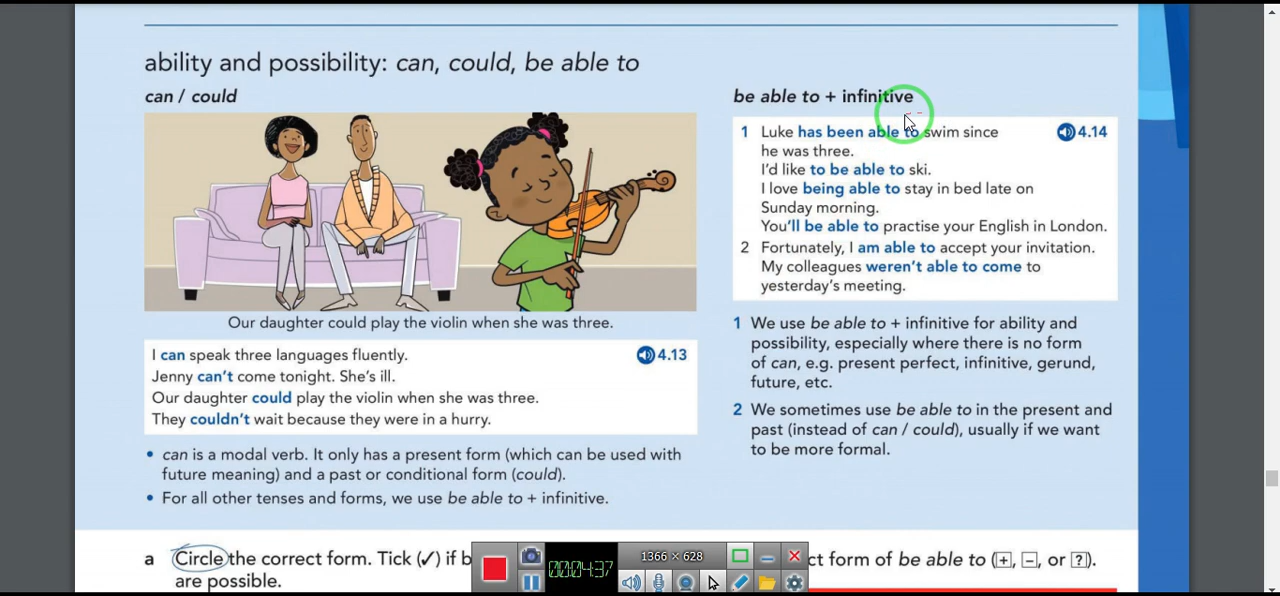 ability and possibility: can, could, be able to
can / could
Our daughter could play the violin when she was three.
I can speak three languages fluently.
4.13
Jenny can't come tonight. She's ill.
Our daughter could play the violin when she was three.
They couldn't wait because they were in a hurry.
• can is a modal verb. It only has a present form (which can be used with
future meaning) and a past or conditional form (could).
• For all other tenses and forms, we use be able to + infinitive.
be able to + infinitive
1 Luke has been able to swim since
4.14
he was three.
I'd like to be able to ski.
I love being able to stay in bed late on
Sunday morning.
You'll be able to practise your English in London.
2 Fortunately, I am able to accept your invitation.
My colleagues weren't able to come to
yesterday's meeting.
1 We use be able to + infinitive for ability and
possibility, especially where there is no form
of can, e.g. present perfect, infinitive, gerund,
future, etc.
2 We sometimes use be able to in the present and
past (instead of can / could), usually if we want
to be more formal.
a Circle the correct form. Tick (✓) if b
are possible.
ct form of be able to (+, –, or ?).
00:04:37
1366 × 628